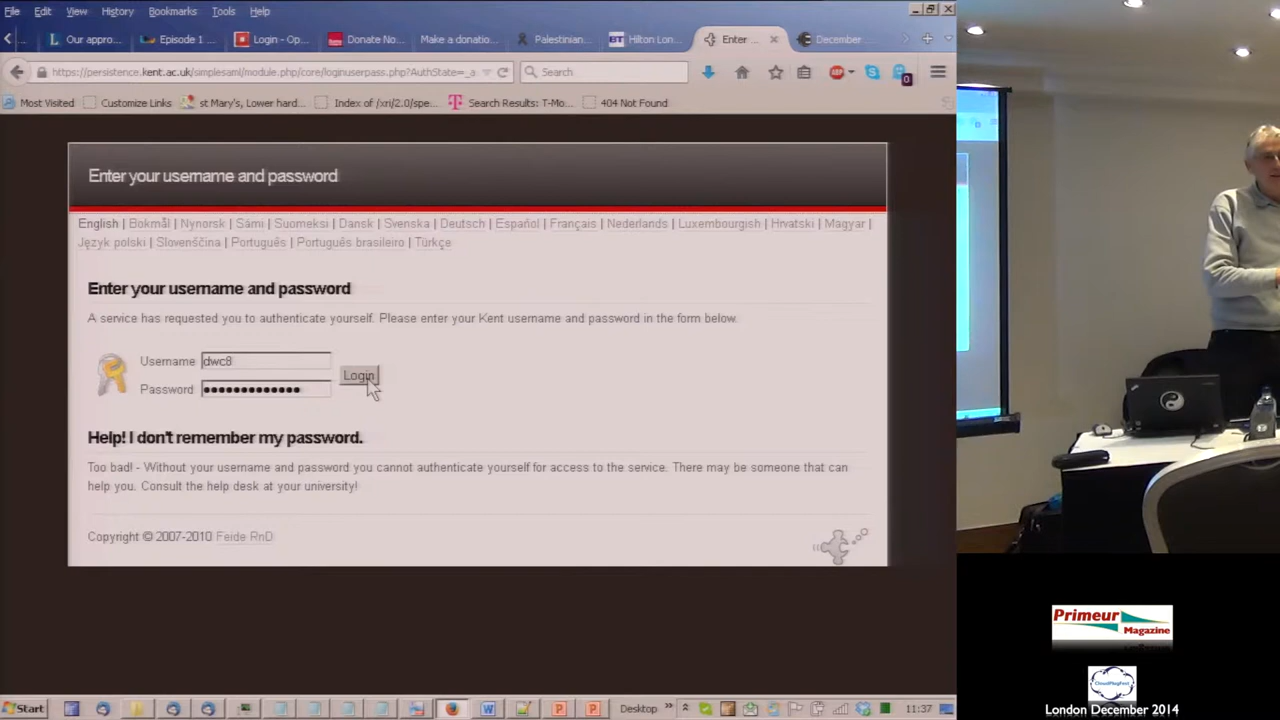 File Edit View History Bookmarks Tools Help
Our appro... Episode 1 ... Login - Op... Donate No... Make a donatio... Palestinian... Hilton Lon... Enter ... December
https://persistence.kent.ac.uk/simplesaml/module.php/core/loginuserpass.php?AuthState=_a Search
Most Visited Customize Links st Mary's, Lower hard... Index of /xri/2.0/spe... Search Results: T-Mo... 404 Not Found
Enter your username and password
English | Bokmål | Nynorsk | Sámi | Suomeksi | Dansk | Svenska | Deutsch | Español | Français | Nederlands | Luxembourgish | Hrvatski | Magyar |
Język polski | Slovenščina | Português | Português brasileiro | Türkçe
Enter your username and password
A service has requested you to authenticate yourself. Please enter your Kent username and password in the form below.
Username dwc8
Login
Password
Help! I don't remember my password.
Too bad! - Without your username and password you cannot authenticate yourself for access to the service. There may be someone that can
help you. Consult the help desk at your university!
Copyright © 2007-2010 Feide RnD
Primeur
Magazine
CloudPlugFest
London December 2014
Start Desktop 11:37